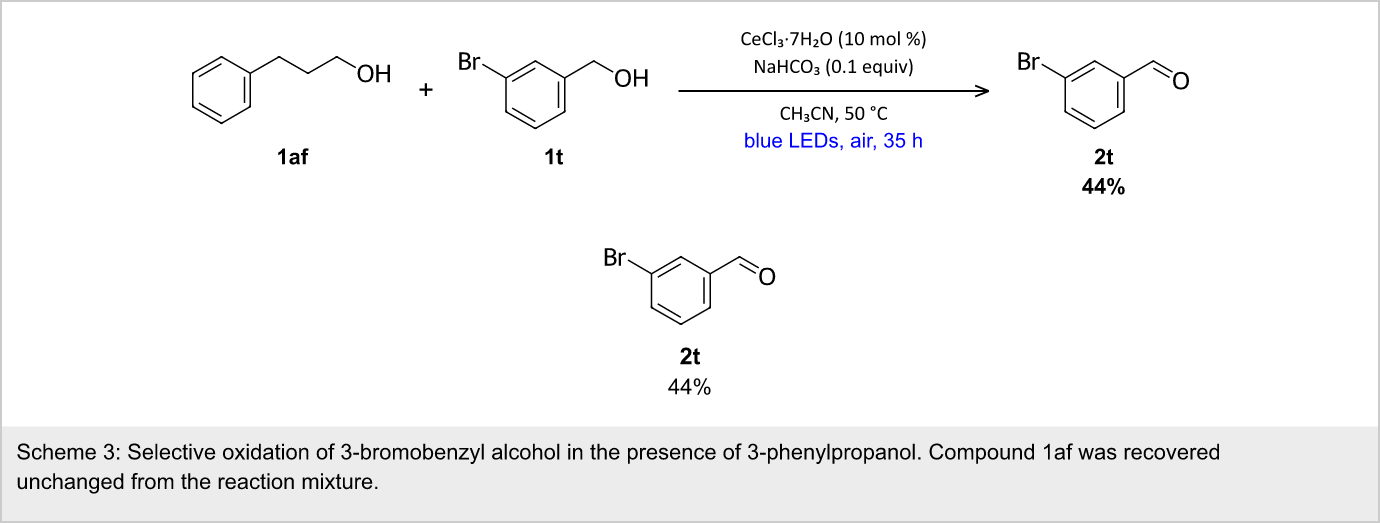 CeCl₃·7H₂O (10 mol %)
NaHCO₃ (0.1 equiv)
OH
+
Br
OH
Br
O
CH₃CN, 50 °C
blue LEDs, air, 35 h
1af
1t
2t
44%
Br
O
2t
44%
Scheme 3: Selective oxidation of 3-bromobenzyl alcohol in the presence of 3-phenylpropanol. Compound 1af was recovered
unchanged from the reaction mixture.